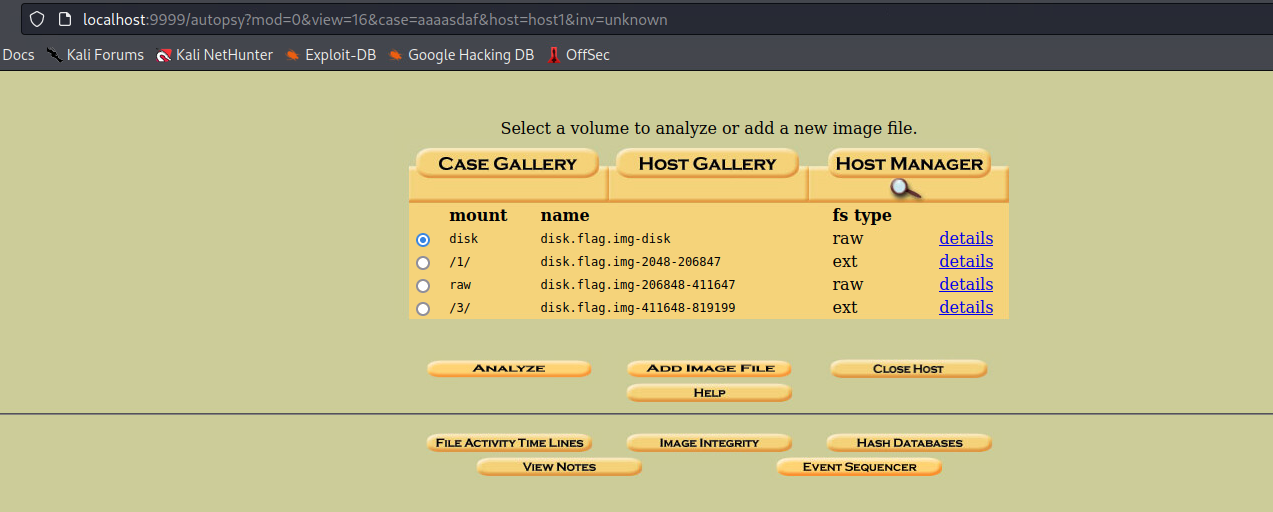 localhost:9999/autopsy?mod=0&view=16&case=aaaasdaf&host=host1&inv=unknown
Docs Kali Forums Kali NetHunter Exploit-DB Google Hacking DB OffSec
Select a volume to analyze or add a new image file.
CASE GALLERY HOST GALLERY HOST MANAGER
mount name fs type
disk disk.flag.img-disk raw details
/1/ disk.flag.img-2048-206847 ext details
raw disk.flag.img-206848-411647 raw details
/3/ disk.flag.img-411648-819199 ext details
ANALYZE ADD IMAGE FILE CLOSE HOST
HELP
FILE ACTIVITY TIME LINES IMAGE INTEGRITY HASH DATABASES
VIEW NOTES EVENT SEQUENCER